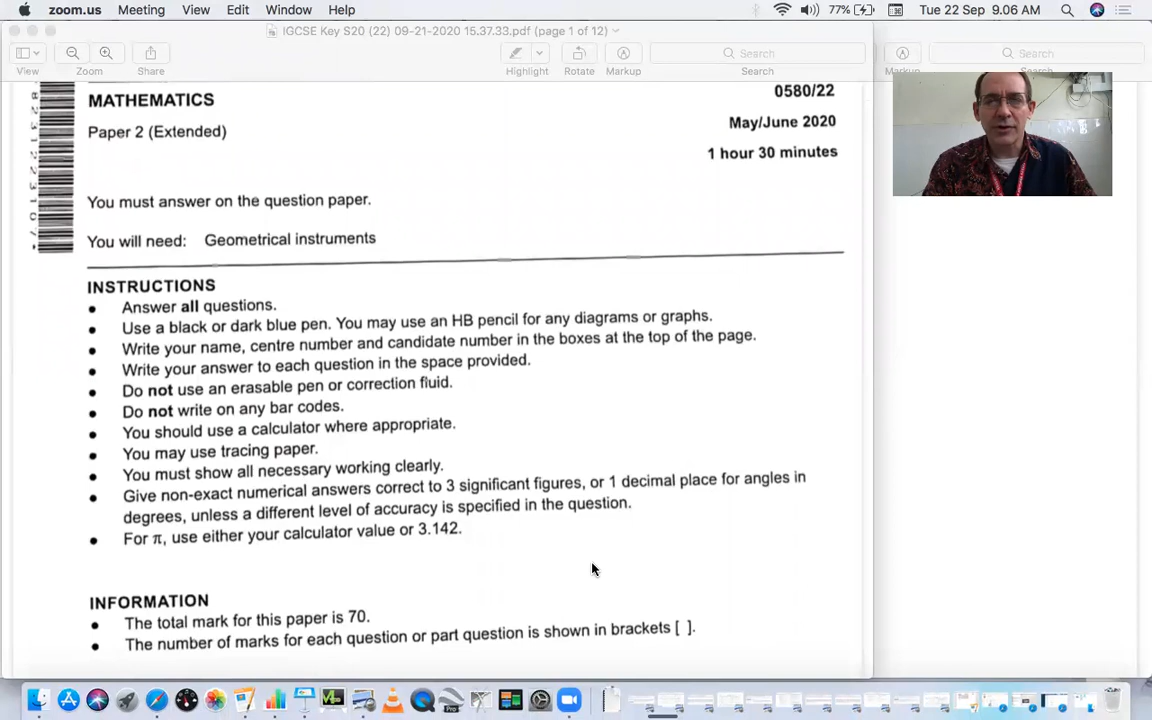 zoom.us Meeting View Edit Window Help 77% Tue 22 Sep 9.06 AM
IGCSE Key S20 (22) 09-21-2020 15.37.33.pdf (page 1 of 12)
Search
Search
View Zoom Share Highlight Rotate Markup Search
MATHEMATICS
0580/22
Paper 2 (Extended)
May/June 2020
1 hour 30 minutes
You must answer on the question paper.
You will need: Geometrical instruments
INSTRUCTIONS
● Answer all questions.
● Use a black or dark blue pen. You may use an HB pencil for any diagrams or graphs.
● Write your name, centre number and candidate number in the boxes at the top of the page.
● Write your answer to each question in the space provided.
● Do not use an erasable pen or correction fluid.
● Do not write on any bar codes.
● You should use a calculator where appropriate.
● You may use tracing paper.
● You must show all necessary working clearly.
● Give non-exact numerical answers correct to 3 significant figures, or 1 decimal place for angles in
degrees, unless a different level of accuracy is specified in the question.
● For π, use either your calculator value or 3.142.
INFORMATION
● The total mark for this paper is 70.
● The number of marks for each question or part question is shown in brackets [ ].